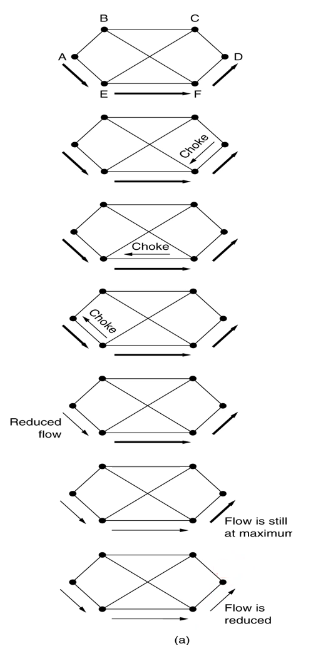 B
C
A
D
E
F
Choke
Choke
Choke
Reduced
flow
Flow is still
at maximum
Flow is
reduced
(a)